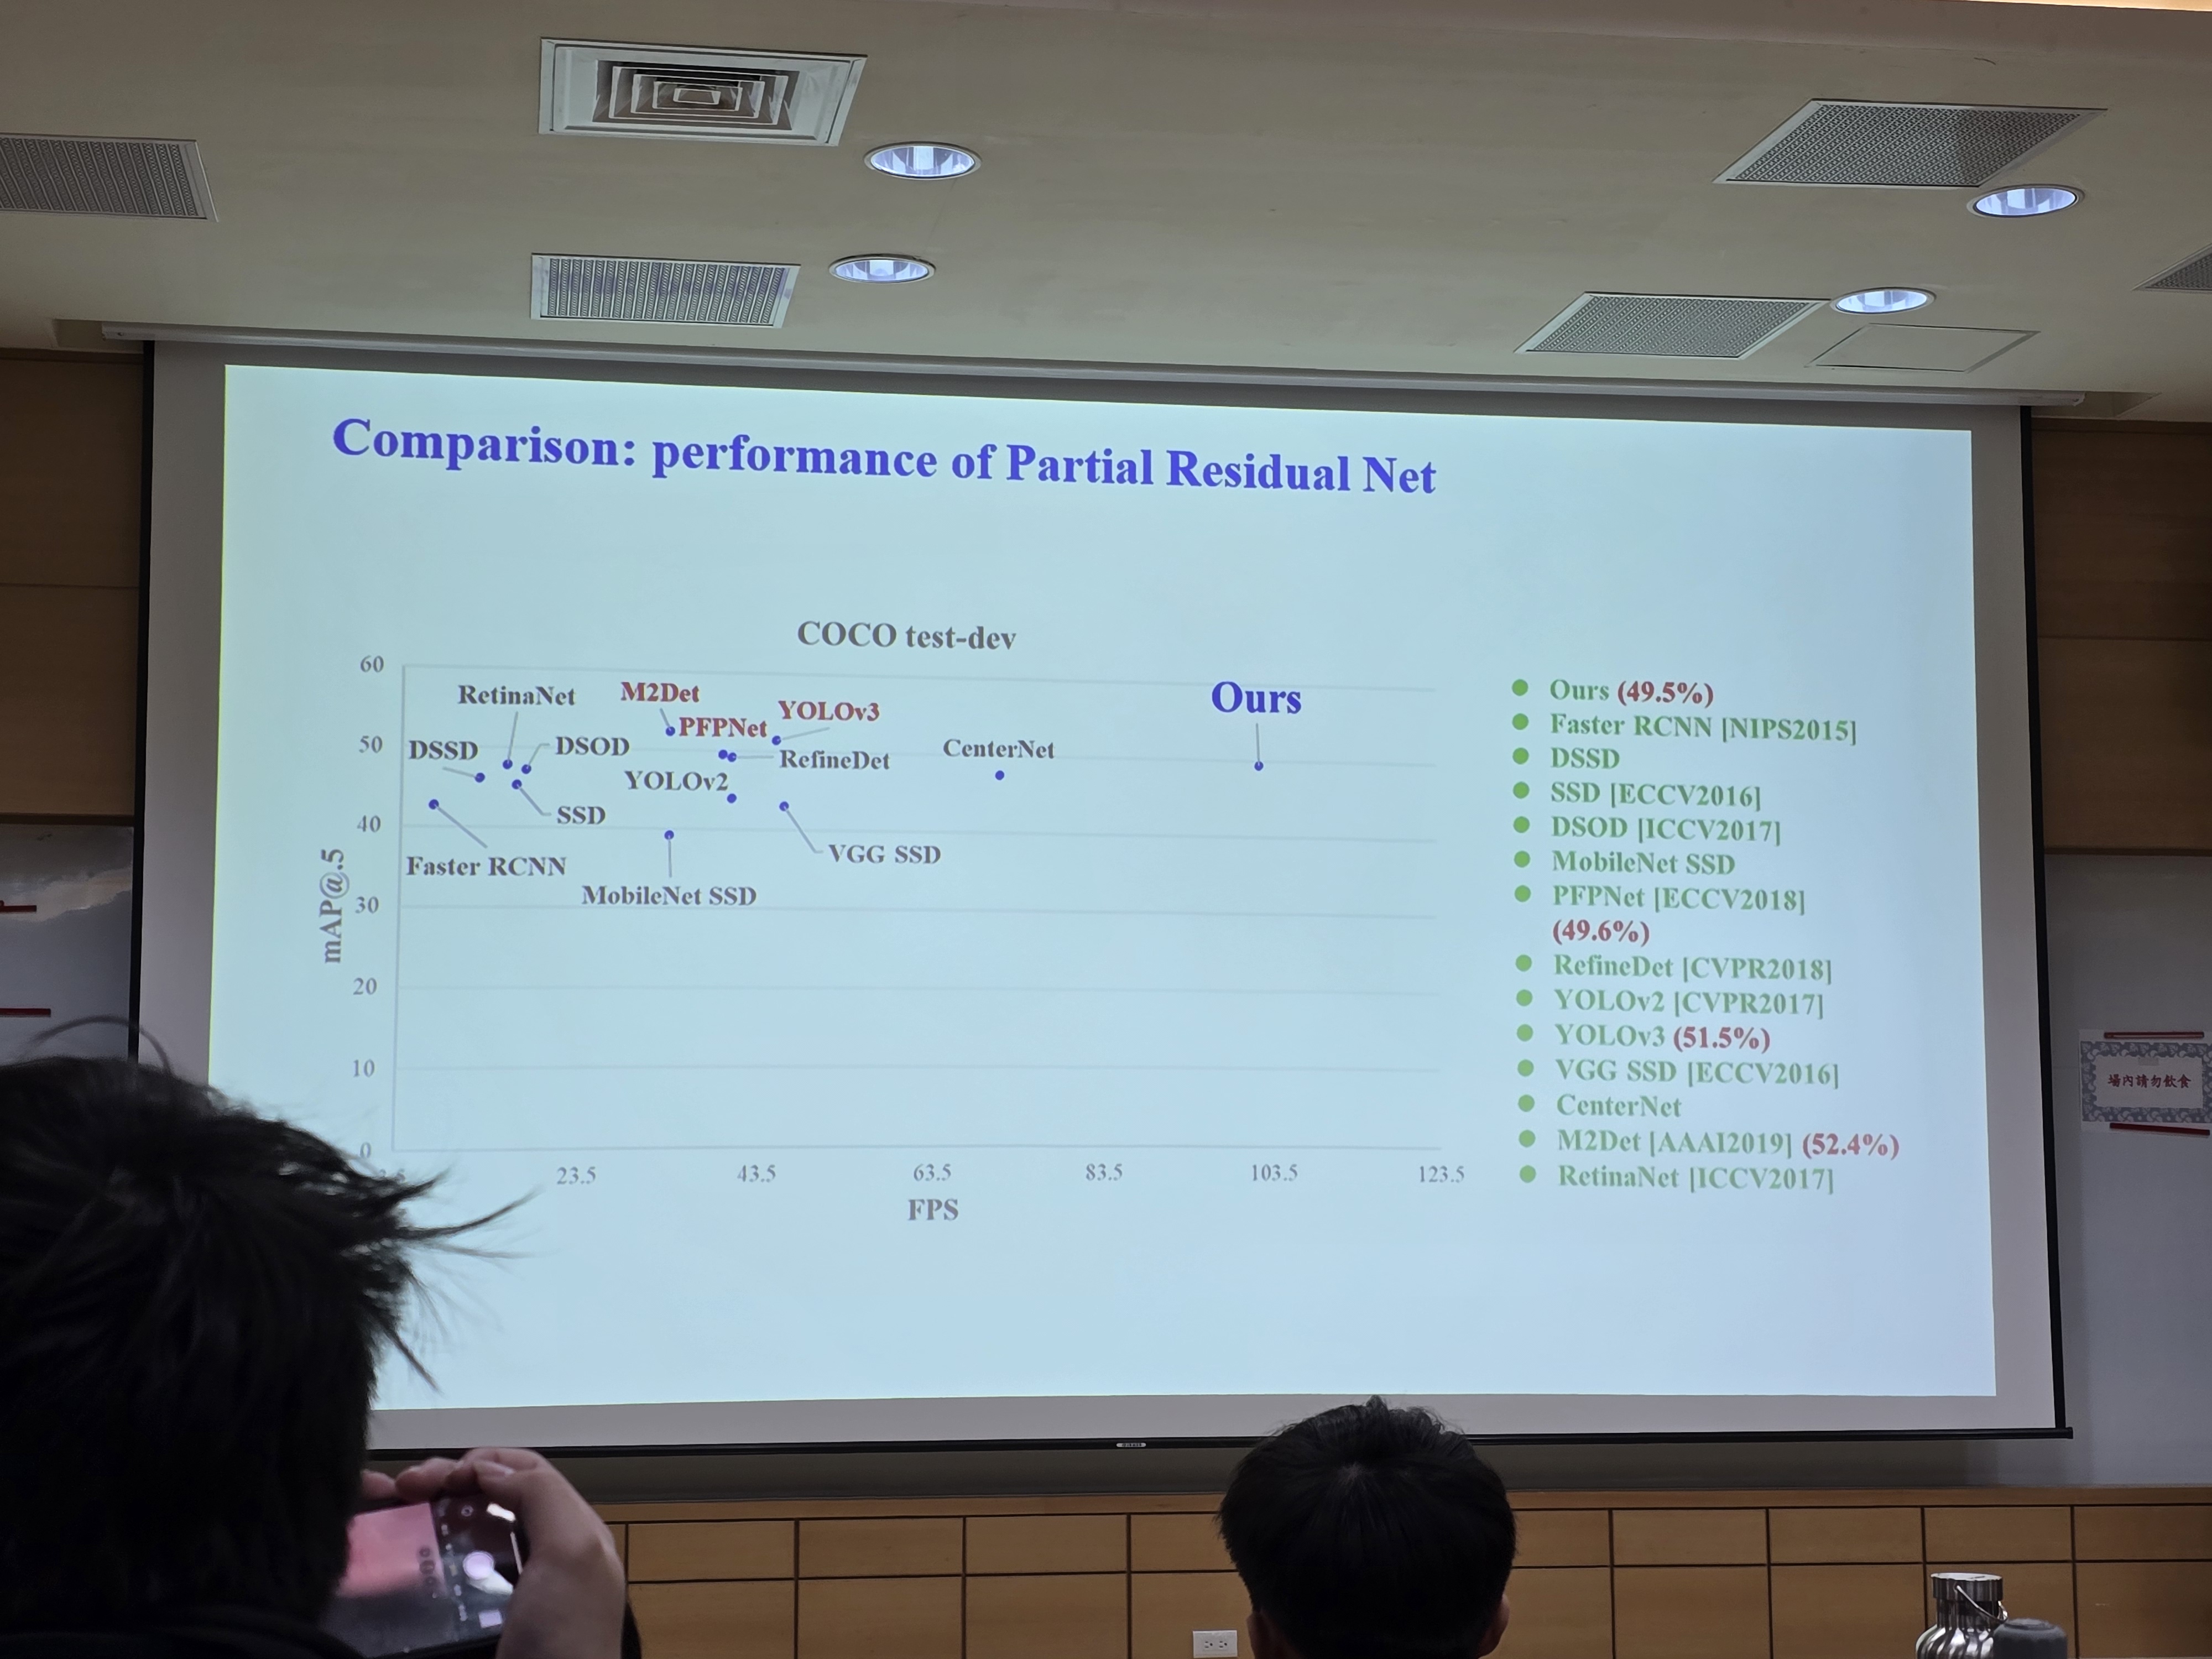 Comparison: performance of Partial Residual Net
COCO test-dev
60
50
40
30
20
10
0
mAP@.5
RetinaNet
M2Det
PFPNet
YOLOv3
Ours
DSSD
DSOD
RefineDet
CenterNet
YOLOv2
SSD
Faster RCNN
VGG SSD
MobileNet SSD
23.5
43.5
63.5
83.5
103.5
123.5
FPS
Ours (49.5%)
Faster RCNN [NIPS2015]
DSSD
SSD [ECCV2016]
DSOD [ICCV2017]
MobileNet SSD
PFPNet [ECCV2018]
(49.6%)
RefineDet [CVPR2018]
YOLOv2 [CVPR2017]
YOLOv3 (51.5%)
VGG SSD [ECCV2016]
CenterNet
M2Det [AAAI2019] (52.4%)
RetinaNet [ICCV2017]
場內請勿飲食